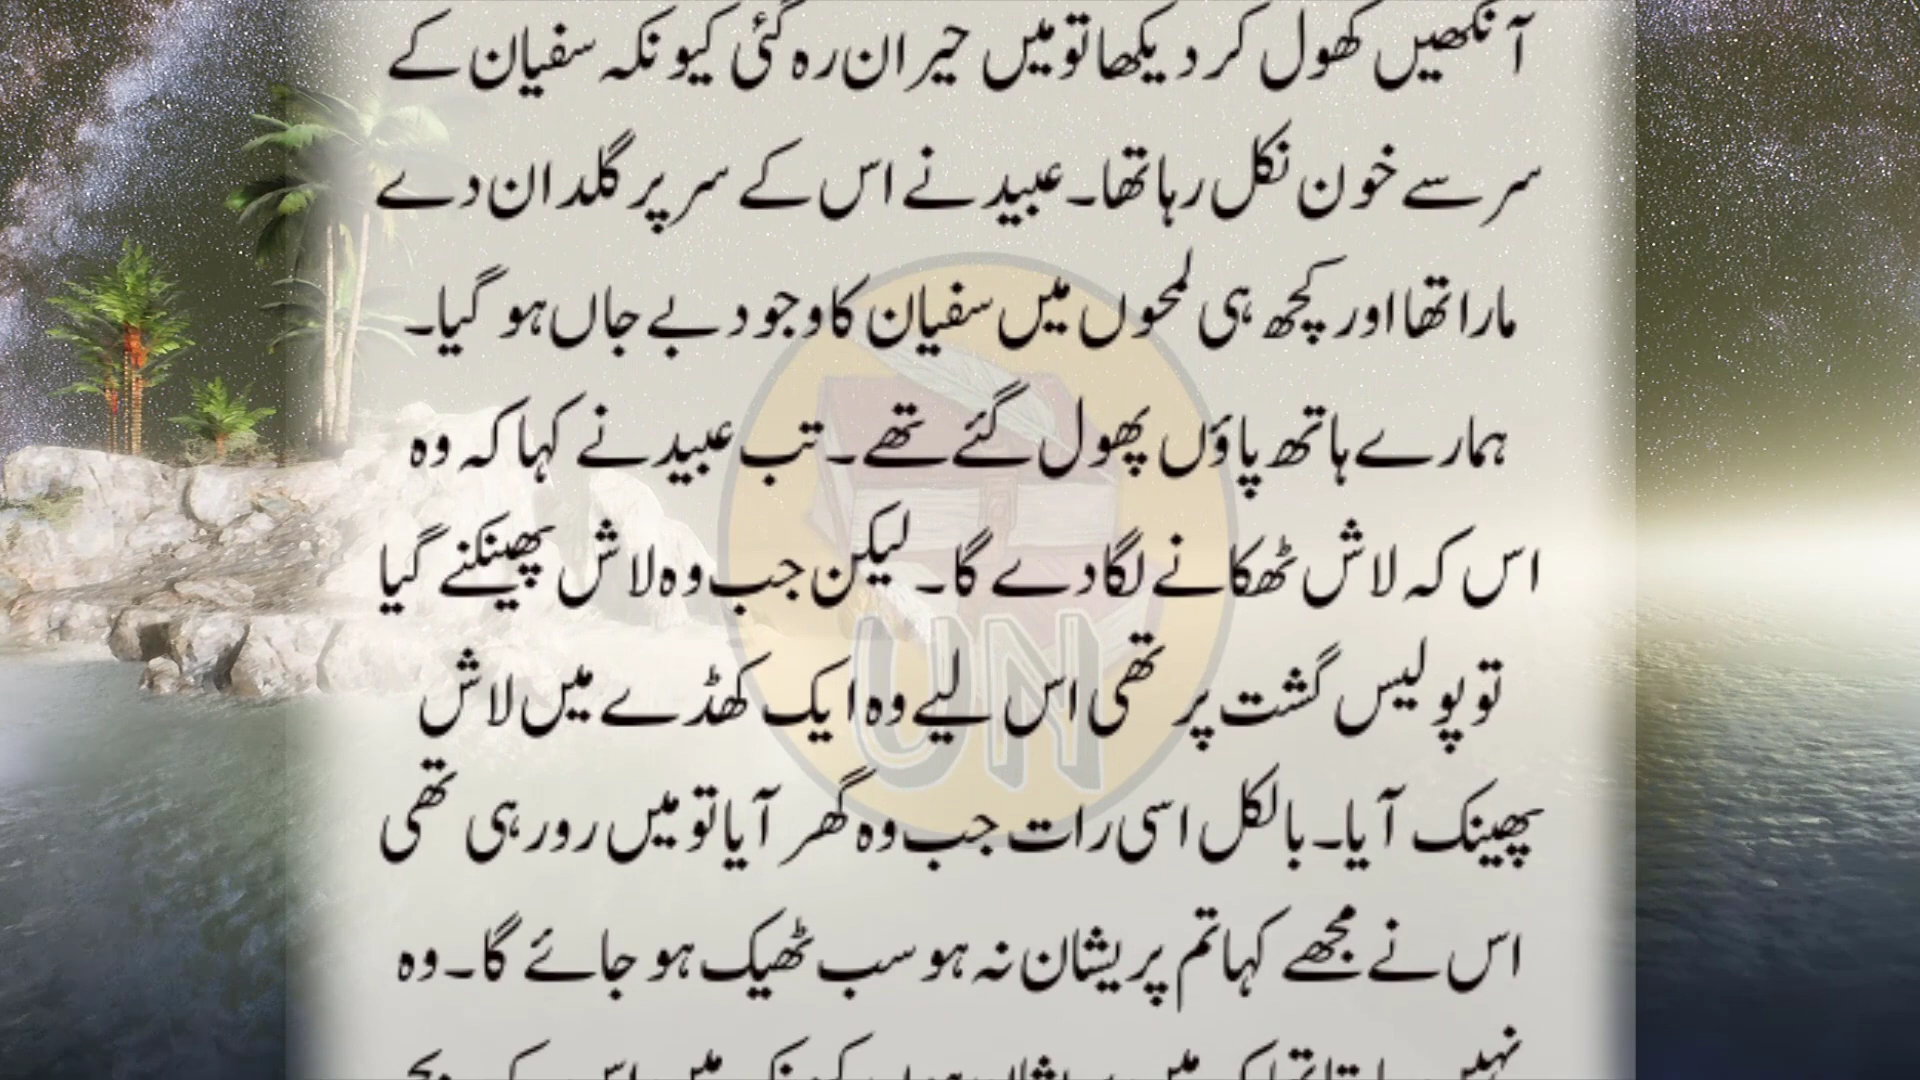 آنکھیں کھول کر دیکھا تو میں حیران رہ گئی کیونکہ سفیان کے
سر سے خون نکل رہا تھا۔ عبید نے اس کے سر پر گلدان دے
مارا تھا اور کچھ ہی لمحوں میں سفیان کا وجود بے جاں ہو گیا۔
ہمارے ہاتھ پاؤں پھول گئے تھے۔ تب عبید نے کہا کہ وہ
اس کہ لاش ٹھکانے لگا دے گا۔ لیکن جب وہ لاش پھینکنے گیا
تو پولیس گشت پر تھی اس لیے وہ ایک کھڈے میں لاش
پھینک آیا۔ بالکل اسی رات جب وہ گھر آیا تو میں رو رہی تھی
اس نے مجھے کہا تم پریشان نہ ہو سب ٹھیک ہو جائے گا۔ وہ
UN